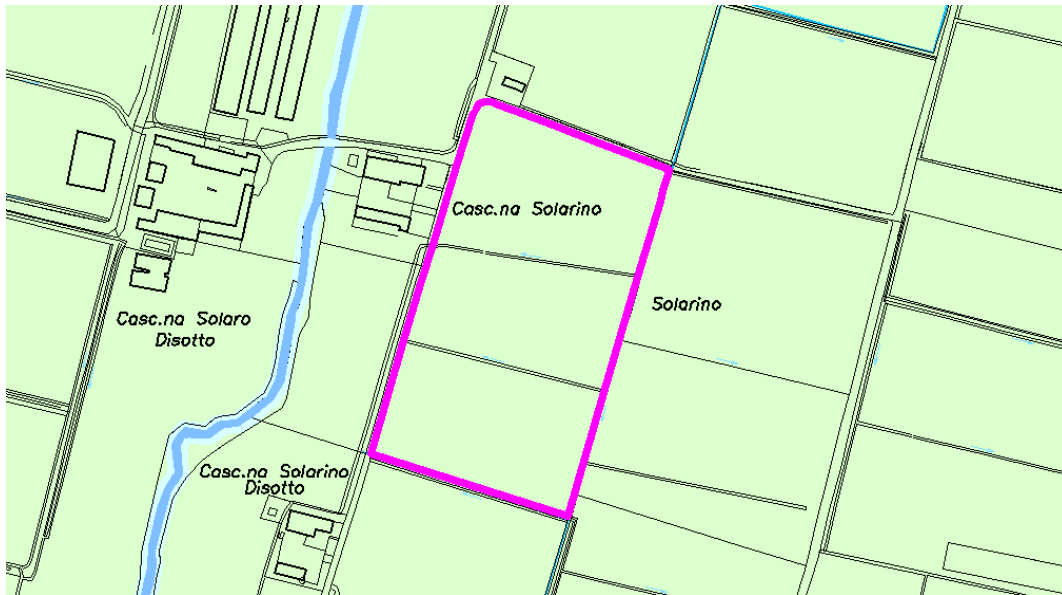 Casc.na Solarino
Solarino
Casc.na Solaro
Disotto
Casc.na Solarino
Disotto